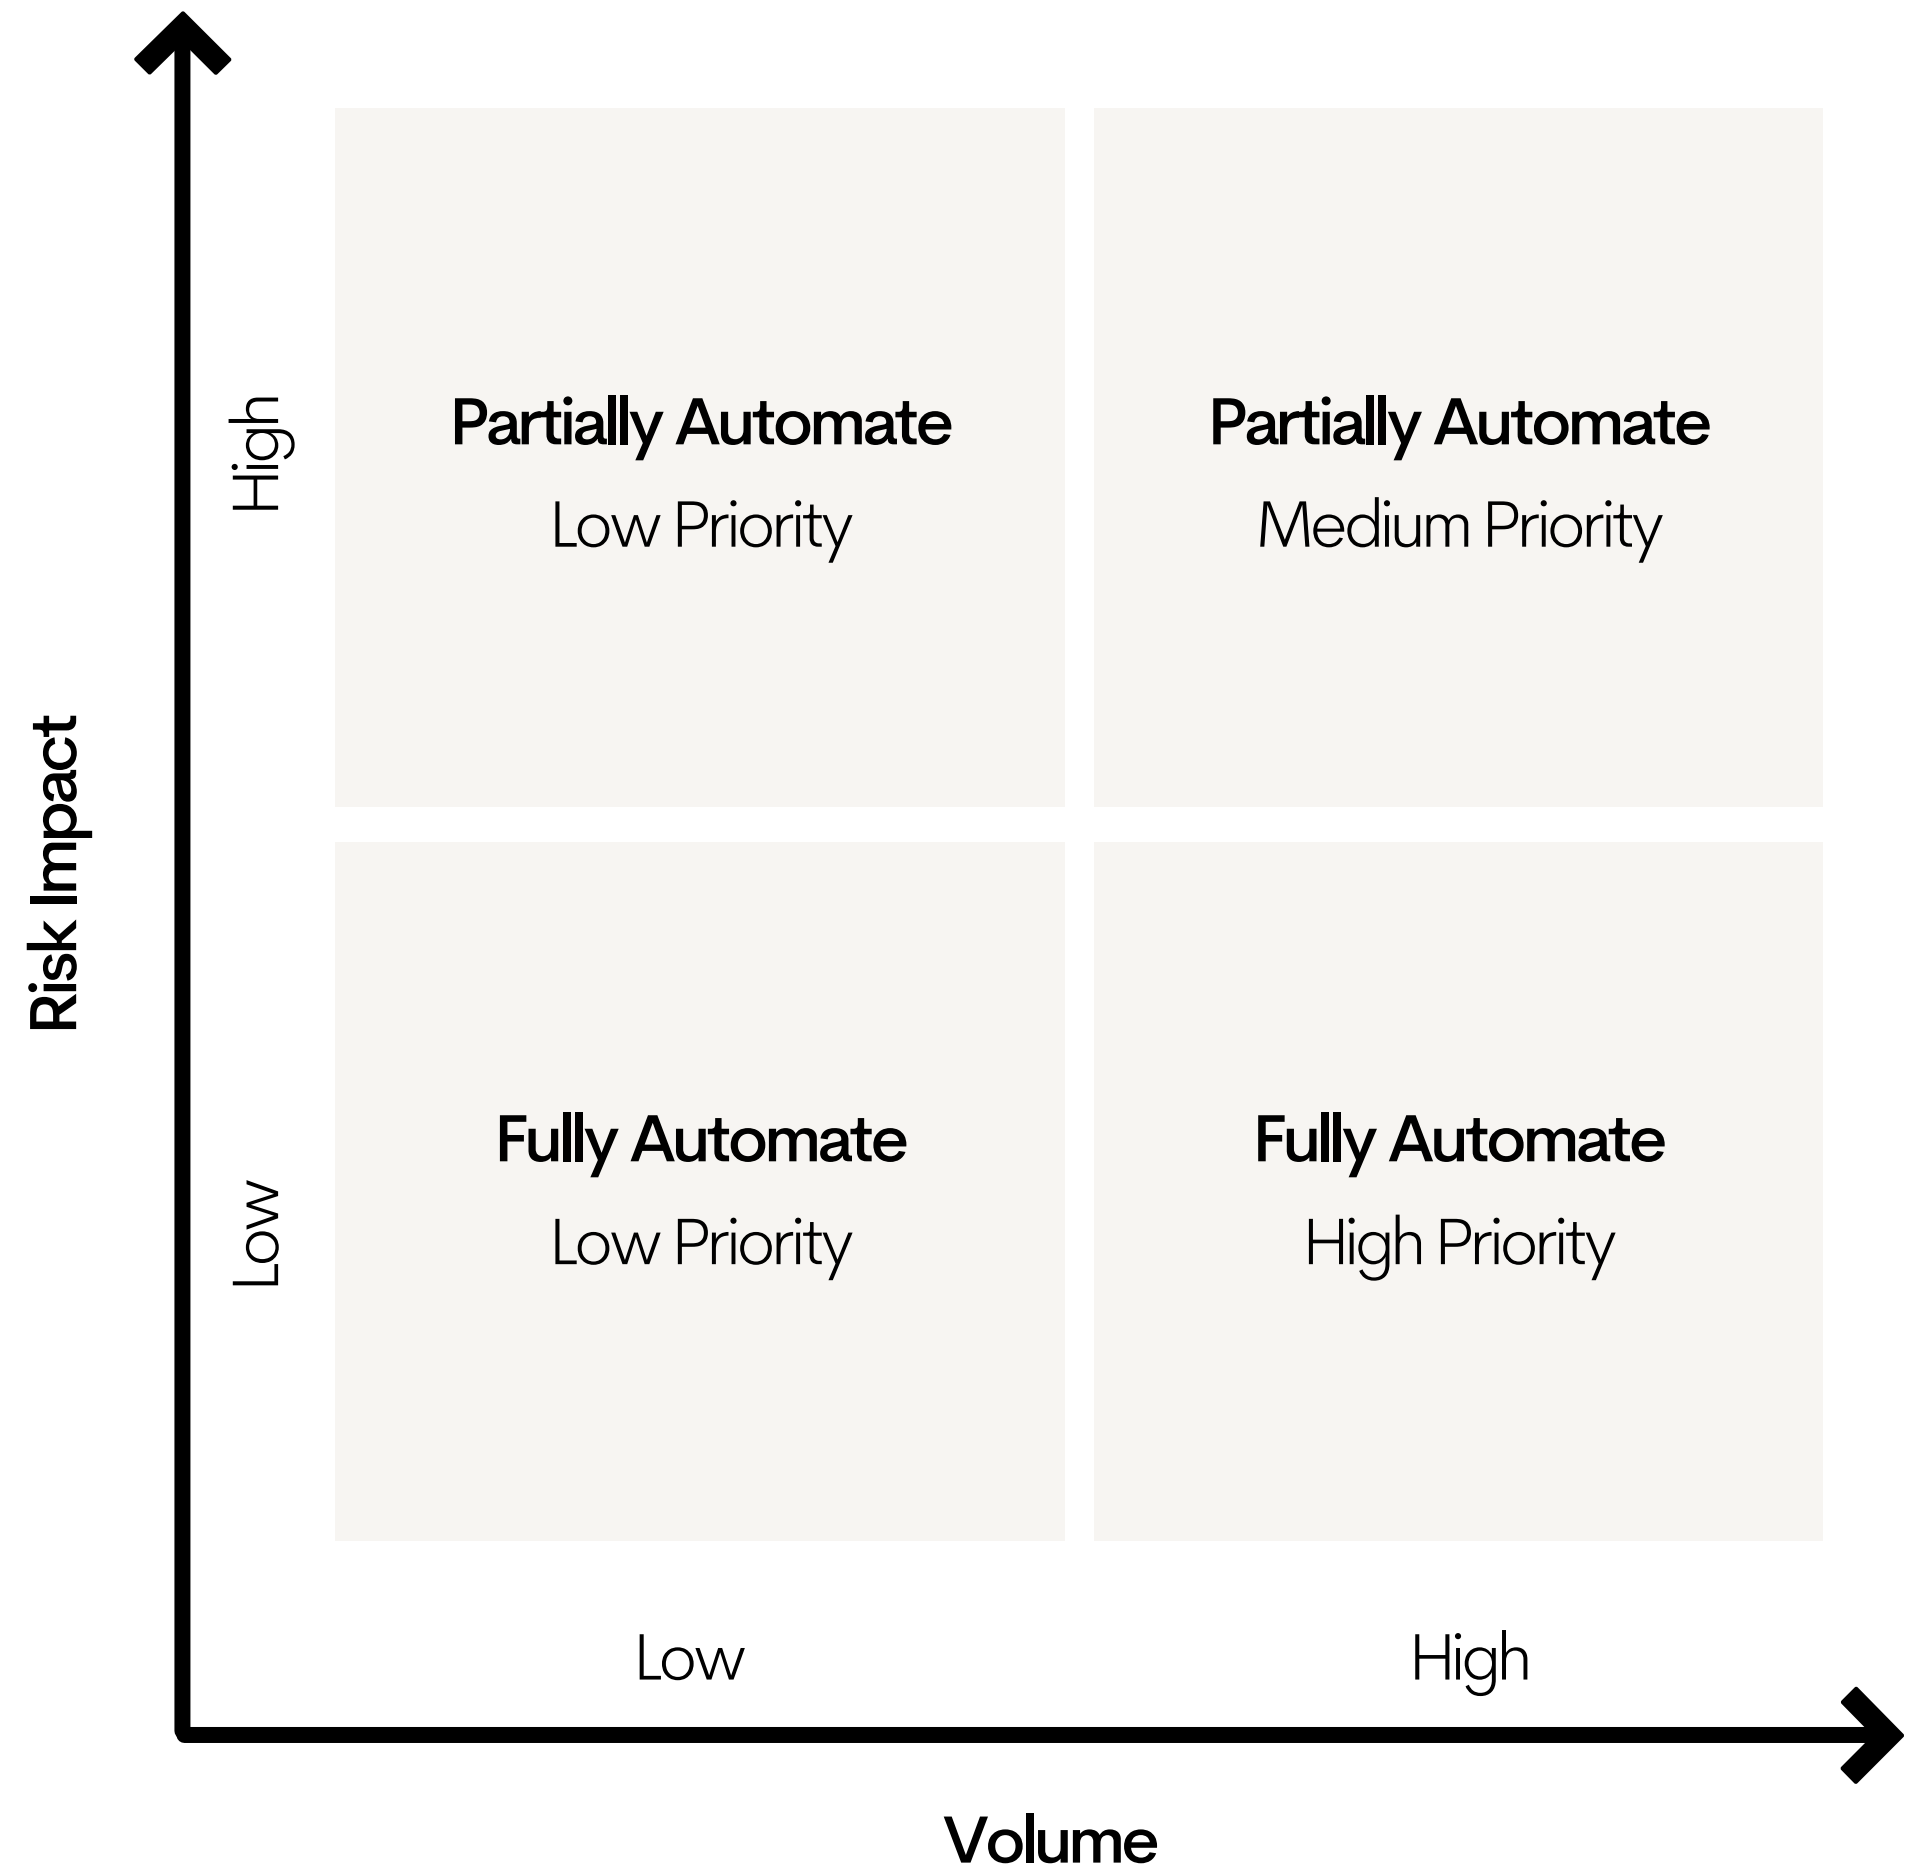 Risk Impact
High
Partially Automate
Low Priority
Partially Automate
Medium Priority
Low
Fully Automate
Low Priority
Fully Automate
High Priority
Low
High
Volume